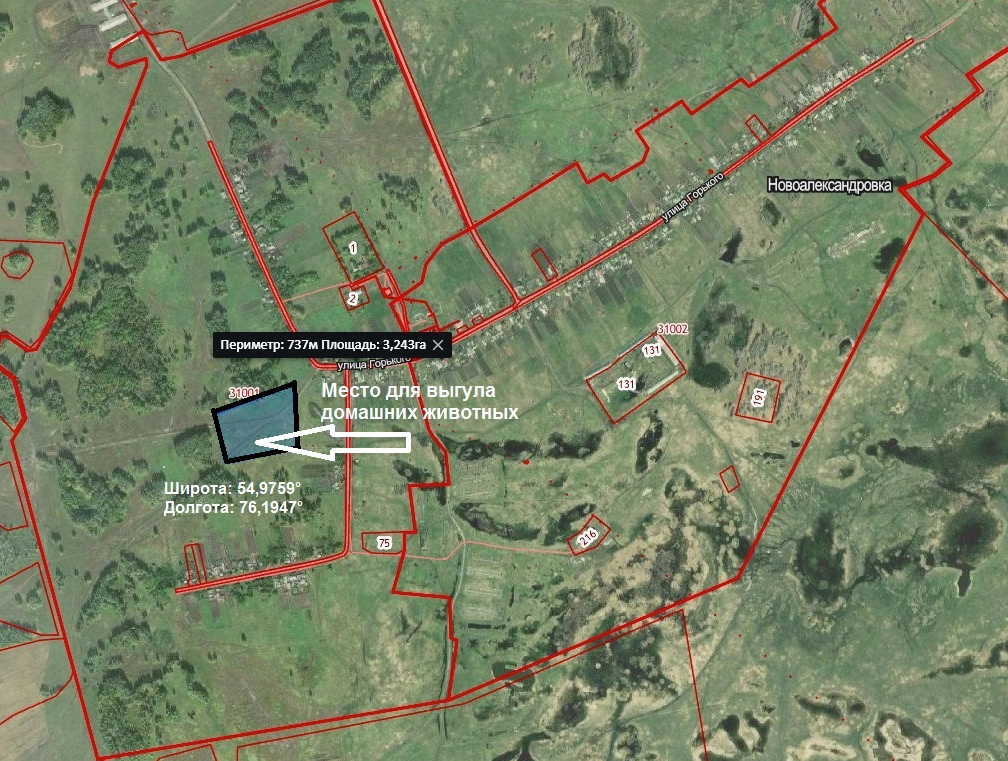 улица Горького
Новоалександровка
1
2
31002
Периметр: 737м Площадь: 3,243га
131
улица Горького
131
31001
Место для выгула
домашних животных
191
Широта: 54,9759°
Долгота: 76,1947°
75
216